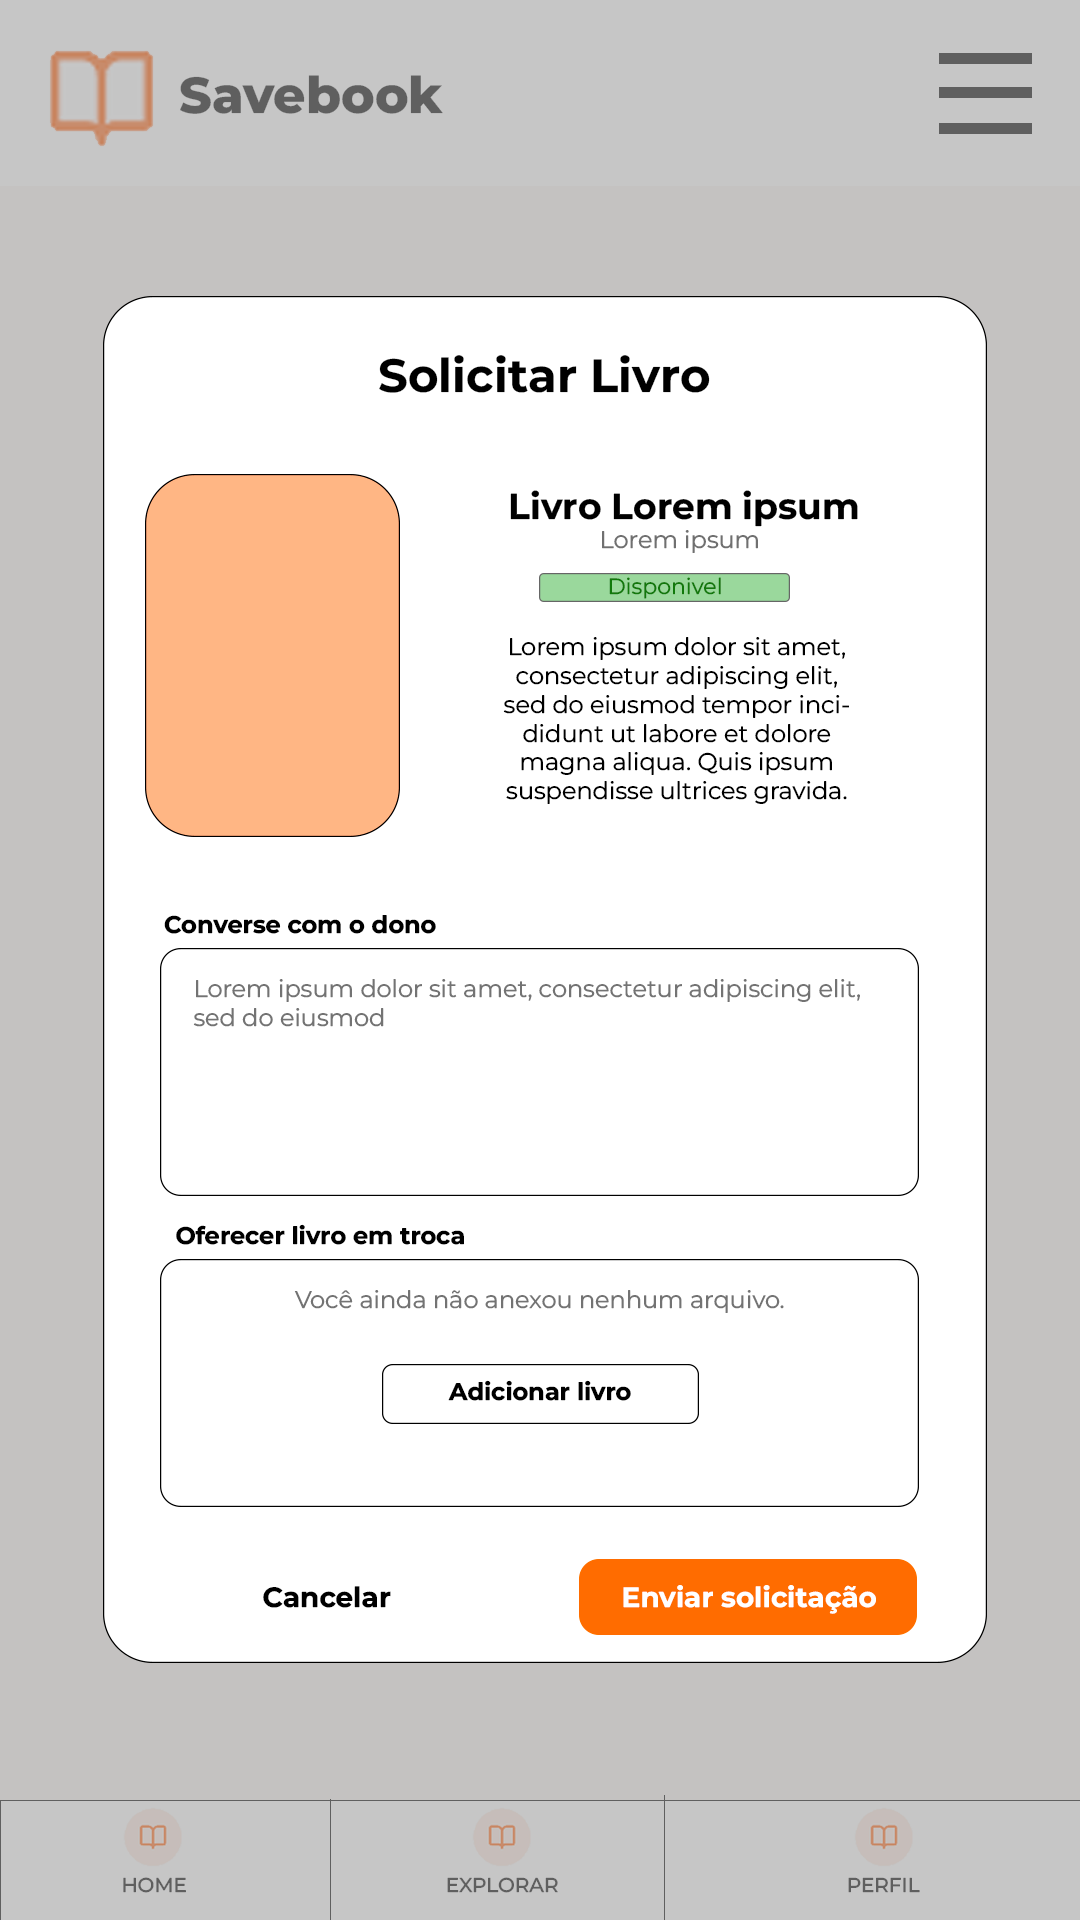 Savebook
Solicitar Livro
Livro Lorem ipsum
Lorem ipsum
Disponivel
Lorem ipsum dolor sit amet,
consectetur adipiscing elit,
sed do eiusmod tempor inci-
didunt ut labore et dolore
magna aliqua. Quis ipsum
suspendisse ultrices gravida.
Converse com o dono
Lorem ipsum dolor sit amet, consectetur adipiscing elit,
sed do eiusmod
Oferecer livro em troca
Você ainda não anexou nenhum arquivo.
Adicionar livro
Cancelar
Enviar solicitação
HOME
EXPLORAR
PERFIL